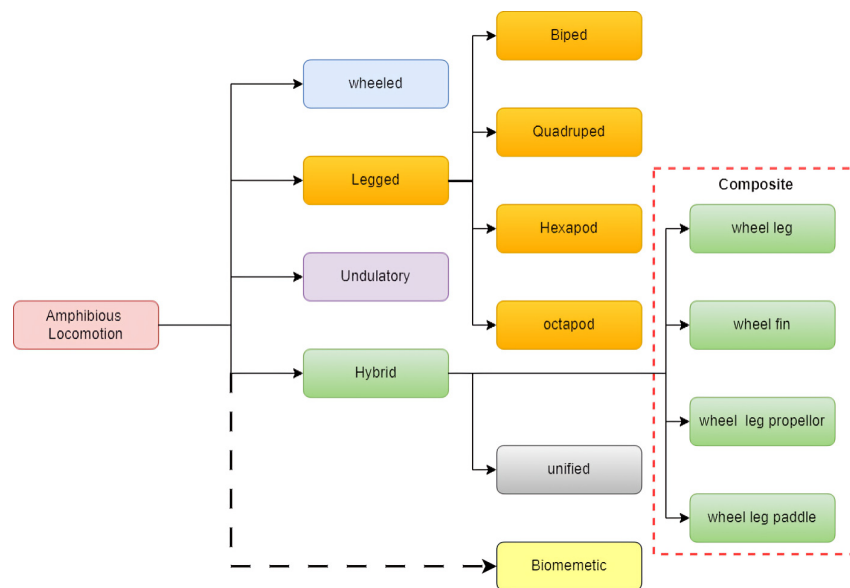 Biped
wheeled
Quadruped
Legged
Composite
Hexapod
wheel leg
Undulatory
Amphibious
Locomotion
octapod
wheel fin
Hybrid
wheel leg propellor
unified
wheel leg paddle
Biomemetic